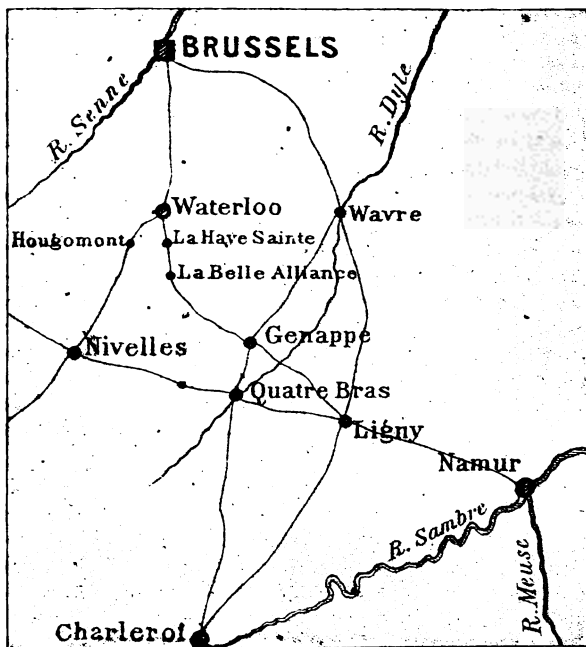 BRUSSELS
R. Senne
R. Dyle
Waterloo
Wavre
Hougomont
La Haye Sainte
La Belle Alliance
Genappe
Nivelles
Quatre Bras
Ligny
Namur
R. Sambre
R. Meuse
Charleroi